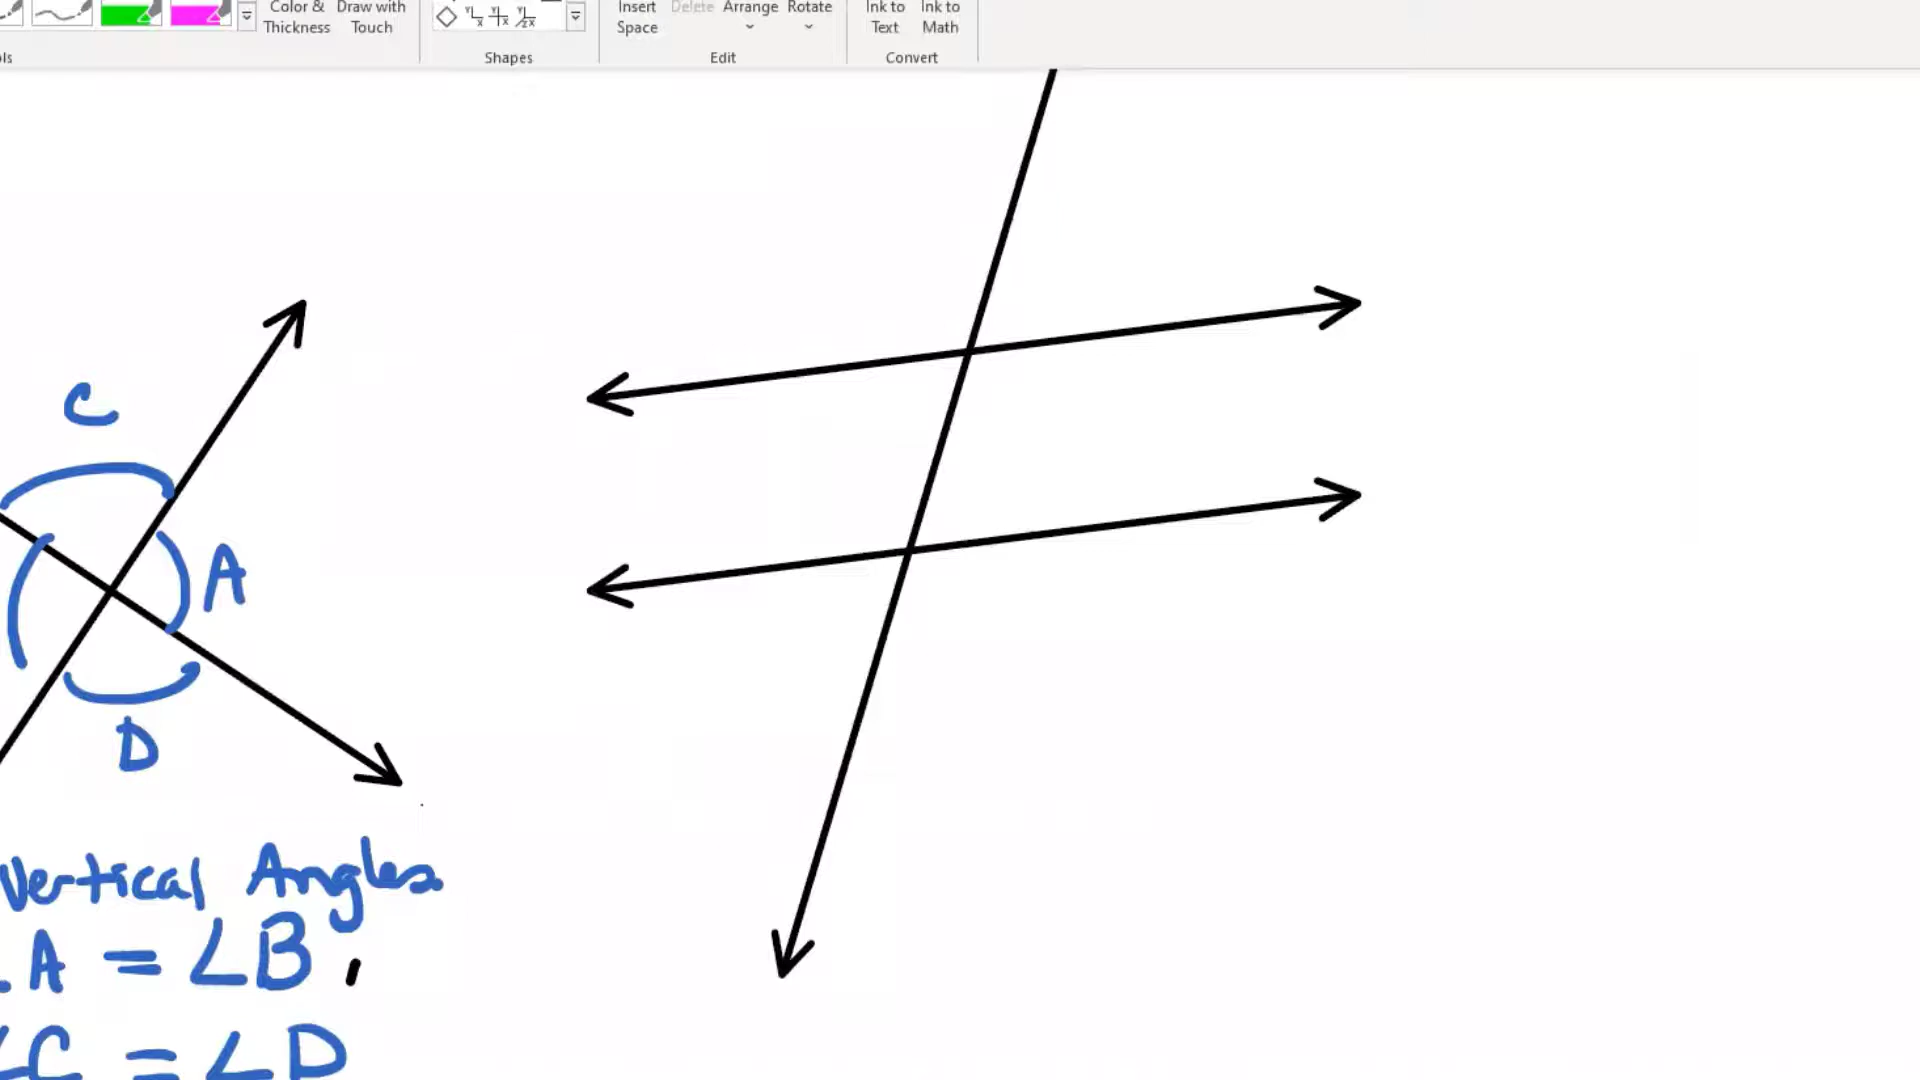 Color & Thickness
Draw with Touch
Insert Space
Delete
Arrange
Rotate
Ink to Text
Ink to Math
ls
Shapes
Edit
Convert
C
A
D
Vertical Angles
∠A = ∠B,
∠C = ∠D